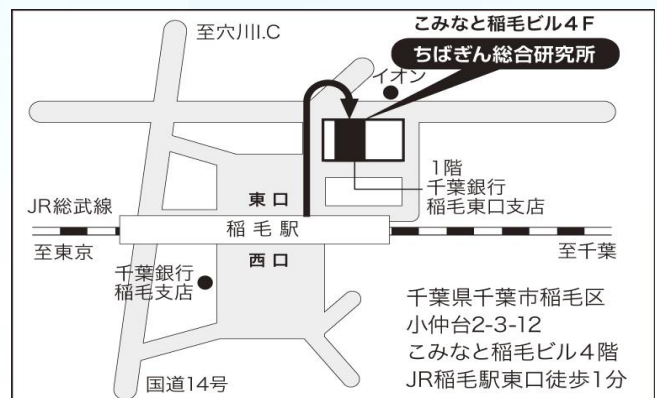 至穴川I.C
こみなと稲毛ビル4F
ちばぎん総合研究所
イオン
1階
千葉銀行
稲毛東口支店
東口
JR総武線
稲毛駅
至東京
西口
至千葉
千葉銀行
稲毛支店
国道14号
千葉県千葉市稲毛区
小仲台2-3-12
こみなと稲毛ビル4階
JR稲毛駅東口徒歩1分